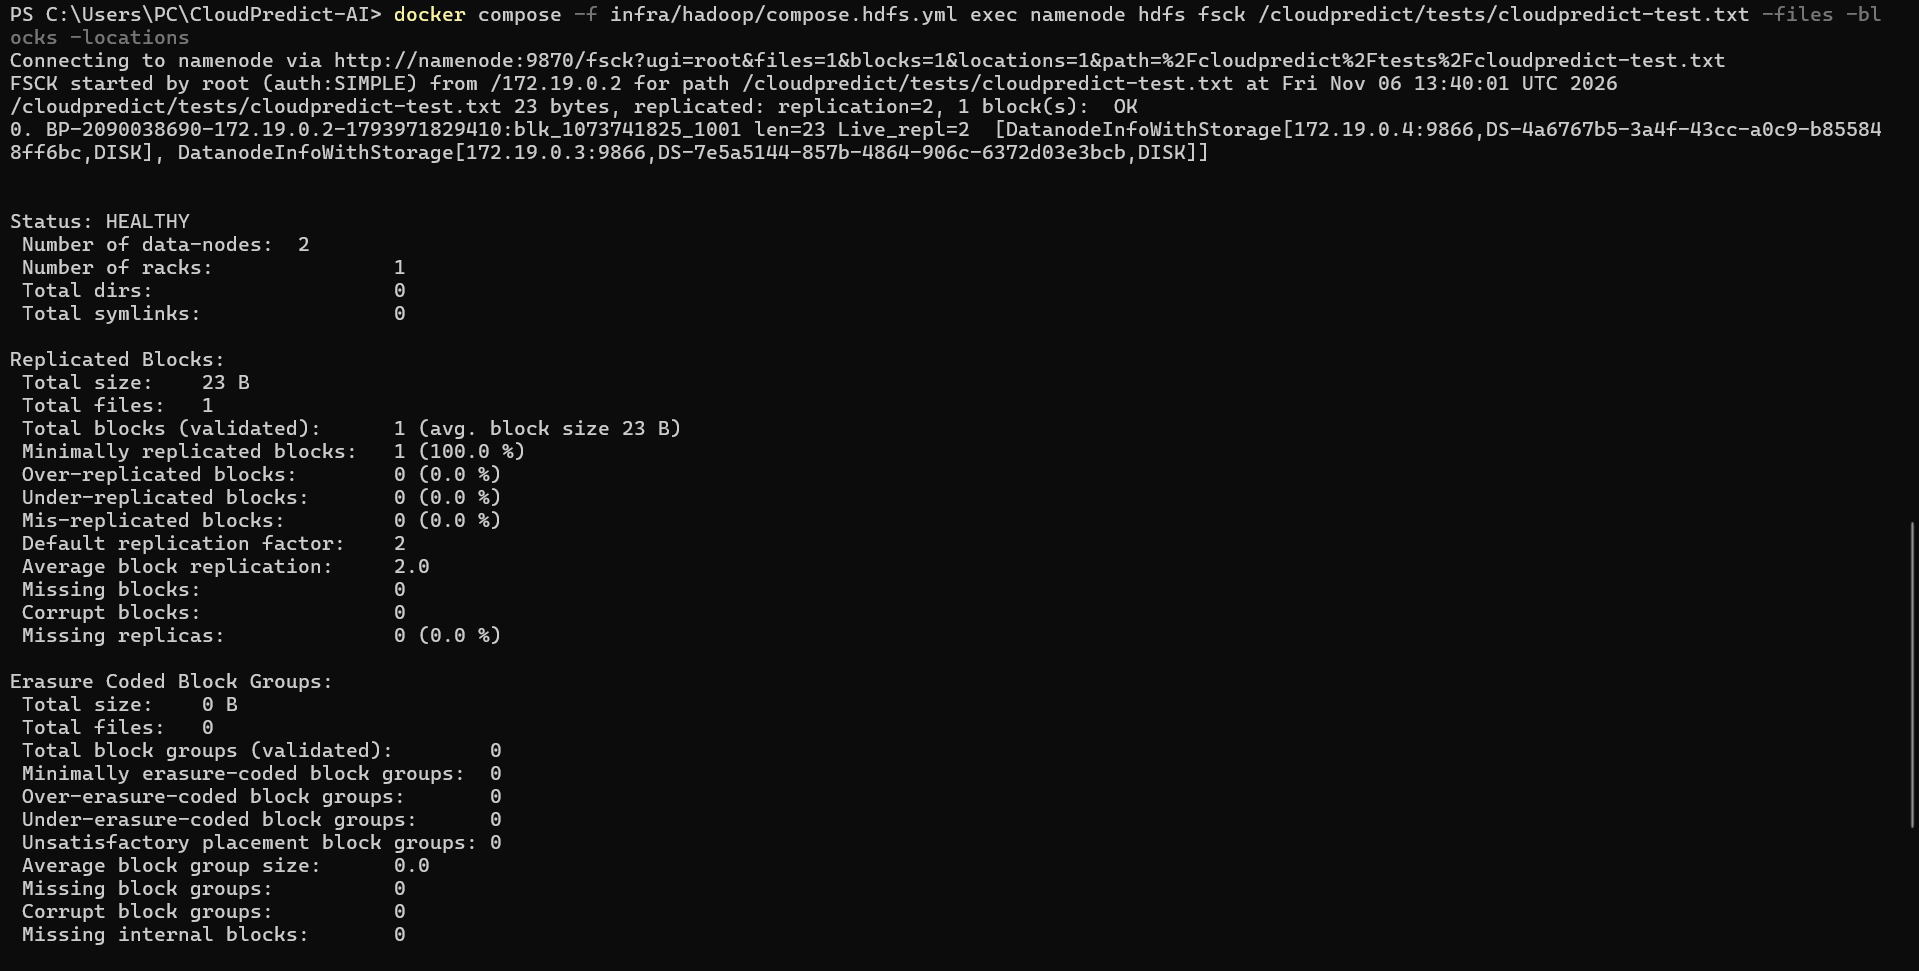 PS C:\Users\PC\CloudPredict-AI> docker compose -f infra/hadoop/compose.hdfs.yml exec namenode hdfs fsck /cloudpredict/tests/cloudpredict-test.txt -files -bl
ocks -locations
Connecting to namenode via http://namenode:9870/fsck?ugi=root&files=1&blocks=1&locations=1&path=%2Fcloudpredict%2Ftests%2Fcloudpredict-test.txt
FSCK started by root (auth:SIMPLE) from /172.19.0.2 for path /cloudpredict/tests/cloudpredict-test.txt at Fri Nov 06 13:40:01 UTC 2026
/cloudpredict/tests/cloudpredict-test.txt 23 bytes, replicated: replication=2, 1 block(s):  OK
0. BP-2090038690-172.19.0.2-1793971829410:blk_1073741825_1001 len=23 Live_repl=2  [DatanodeInfoWithStorage[172.19.0.4:9866,DS-4a6767b5-3a4f-43cc-a0c9-b85584
8ff6bc,DISK], DatanodeInfoWithStorage[172.19.0.3:9866,DS-7e5a5144-857b-4864-906c-6372d03e3bcb,DISK]]
Status: HEALTHY
 Number of data-nodes:  2
 Number of racks:               1
 Total dirs:                    0
 Total symlinks:                0
Replicated Blocks:
 Total size:    23 B
 Total files:   1
 Total blocks (validated):      1 (avg. block size 23 B)
 Minimally replicated blocks:   1 (100.0 %)
 Over-replicated blocks:        0 (0.0 %)
 Under-replicated blocks:       0 (0.0 %)
 Mis-replicated blocks:         0 (0.0 %)
 Default replication factor:    2
 Average block replication:     2.0
 Missing blocks:                0
 Corrupt blocks:                0
 Missing replicas:              0 (0.0 %)
Erasure Coded Block Groups:
 Total size:    0 B
 Total files:   0
 Total block groups (validated):        0
 Minimally erasure-coded block groups:  0
 Over-erasure-coded block groups:       0
 Under-erasure-coded block groups:      0
 Unsatisfactory placement block groups: 0
 Average block group size:      0.0
 Missing block groups:          0
 Corrupt block groups:          0
 Missing internal blocks:       0